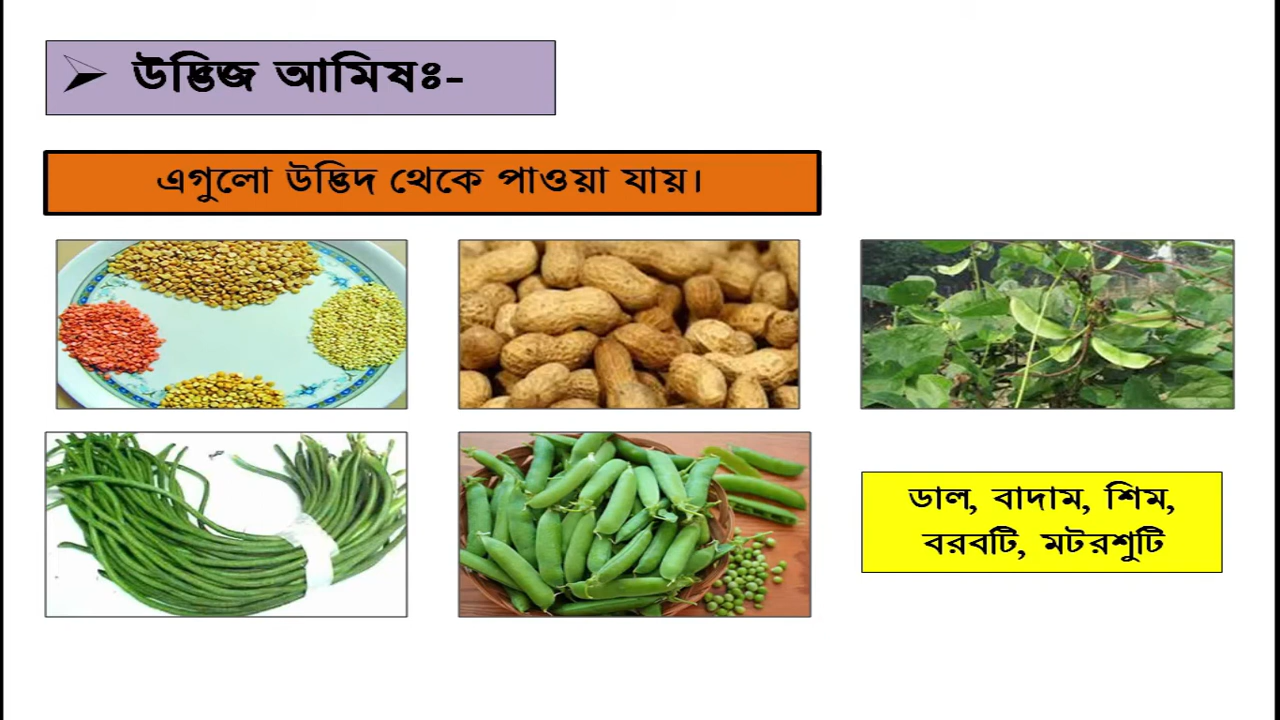 ➢ উদ্ভিজ আমিষঃ-
এগুলো উদ্ভিদ থেকে পাওয়া যায়।
ডাল, বাদাম, শিম,
বরবটি, মটরশুটি